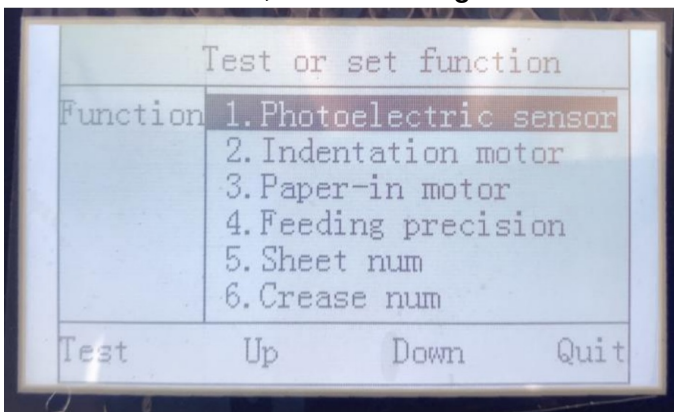 Test or set function
Function 1.Photoelectric sensor
2.Indentation motor
3.Paper-in motor
4.Feeding precision
5.Sheet num
6.Crease num
Test Up Down Quit